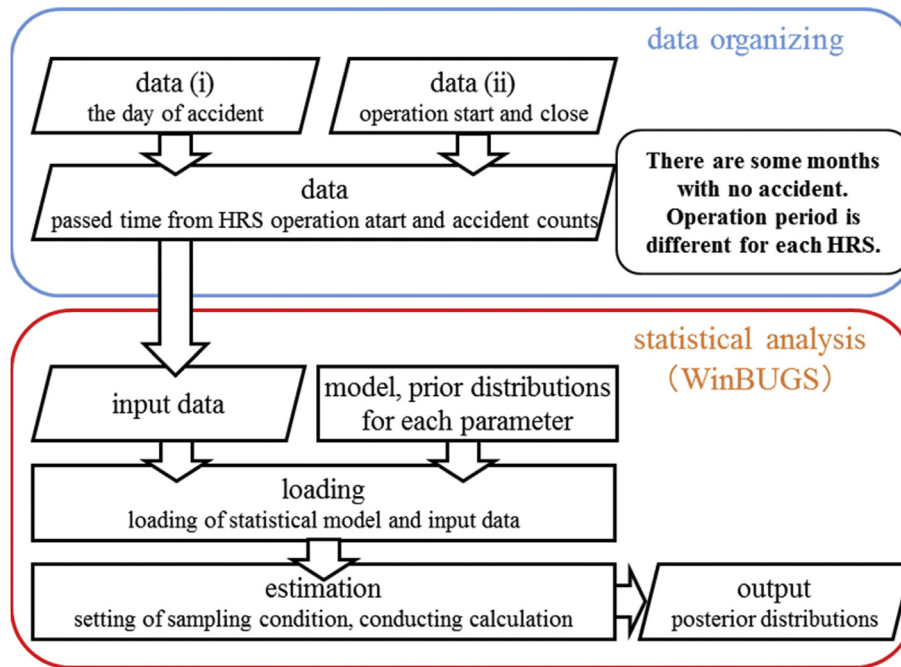 data organizing
data (i)
the day of accident
data (ii)
operation start and close
data
passed time from HRS operation atart and accident counts
There are some months
with no accident.
Operation period is
different for each HRS.
statistical analysis
(WinBUGS)
input data
model, prior distributions
for each parameter
loading
loading of statistical model and input data
estimation
setting of sampling condition, conducting calculation
output
posterior distributions